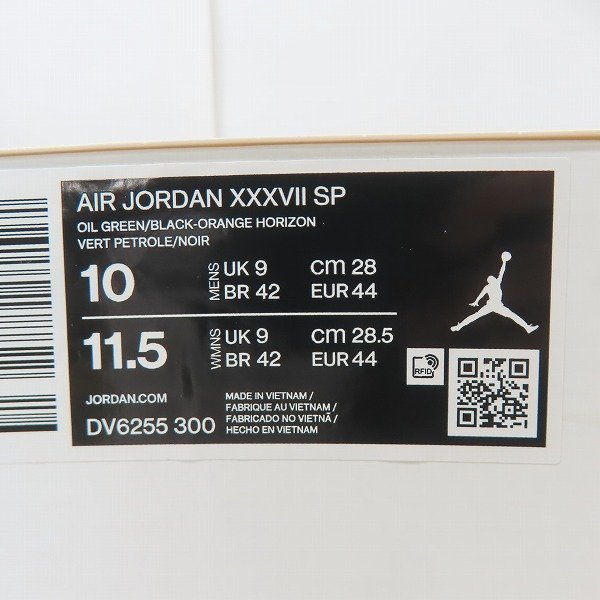 AIR JORDAN XXXVII SP
OIL GREEN/BLACK-ORANGE HORIZON
VERT PETROLE/NOIR
10 MENS UK 9 CM 28
BR 42 EUR 44
11.5 WMNS UK 9 CM 28.5
BR 42 EUR 44
RFID
JORDAN.COM
DV6255 300
MADE IN VIETNAM /
FABRIQUE AU VIETNAM /
FABRICADO NO VIETNÃ /
HECHO EN VIETNAM